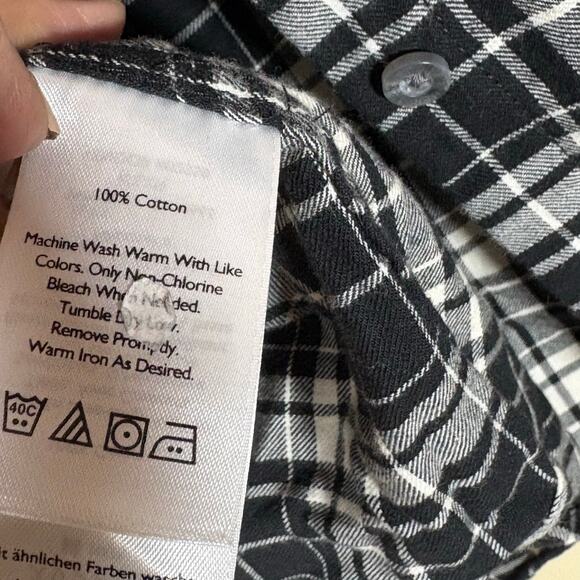 100% Cotton
Machine Wash Warm With Like
Colors. Only Non-Chlorine
Bleach When Needed.
Tumble Dry Low.
Remove Promptly.
Warm Iron As Desired.
40C
ähnlichen Farben